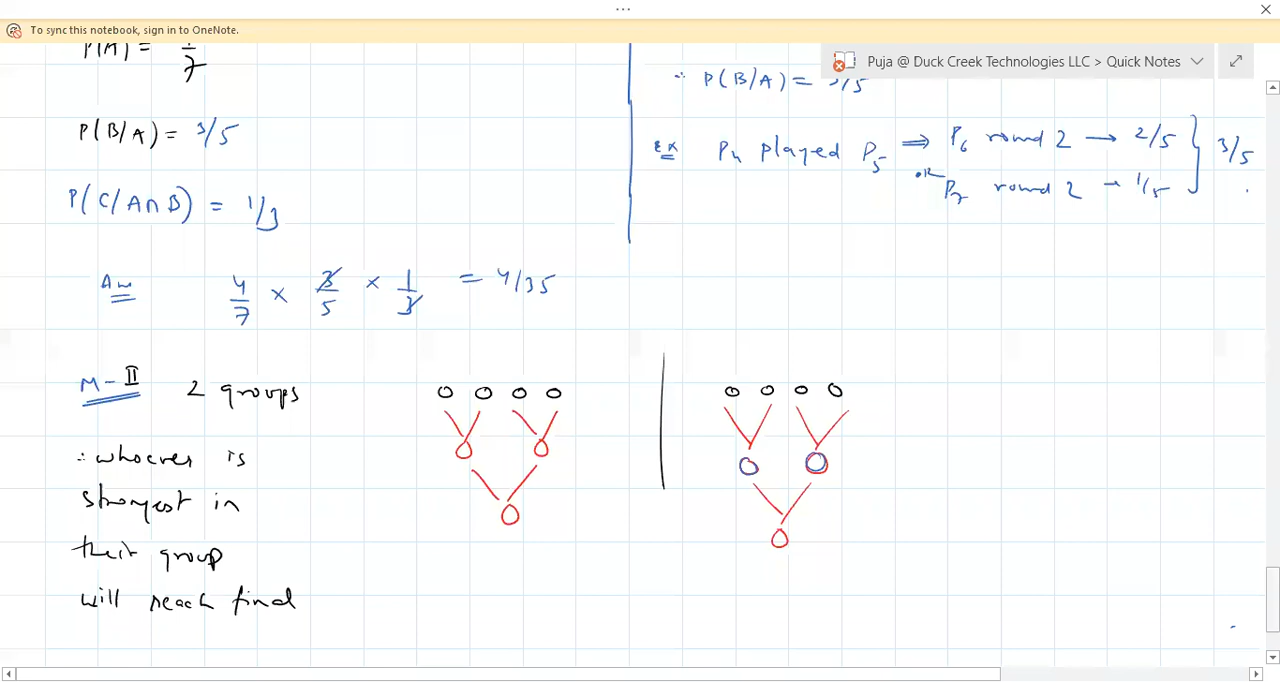 ...
To sync this notebook, sign in to OneNote.
Puja @ Duck Creek Technologies LLC > Quick Notes
P(A) = 7
P(B/A) = 3/5
P(C/A∩B) = 1/3
Ans 4/7 × 3/5 × 1/3 = 4/35
∴ P(B/A) = 3/5
Ex P4 played P5 ⇒ P6 round 2 → 2/5 } 3/5
or P7 round 2 → 1/5
M-II 2 groups
∴ whoever is
strongest in
their group
will reach final